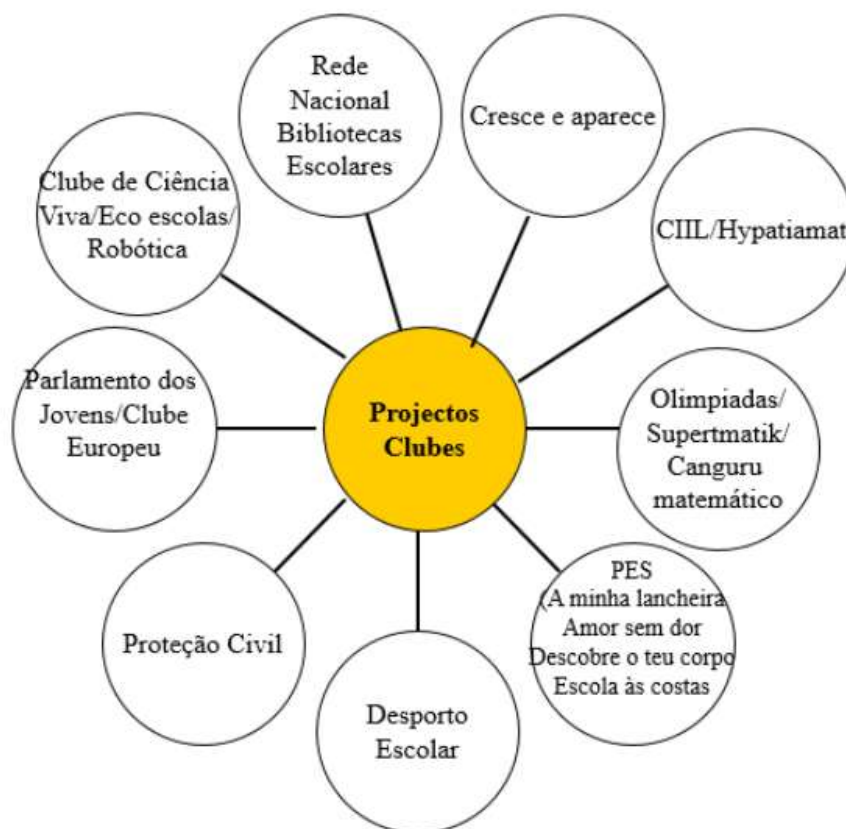 Rede
Nacional
Bibliotecas
Escolares
Cresce e aparece
Clube de Ciência
Viva/Eco escolas/
Robótica
CIIL/Hypatiamat
Parlamento dos
Jovens/Clube
Europeu
Projectos
Clubes
Olimpiadas/
Supertmatik/
Canguru
matemático
Proteção Civil
PES
(A minha lancheira
Amor sem dor
Descobre o teu corpo
Escola às costas
Desporto
Escolar